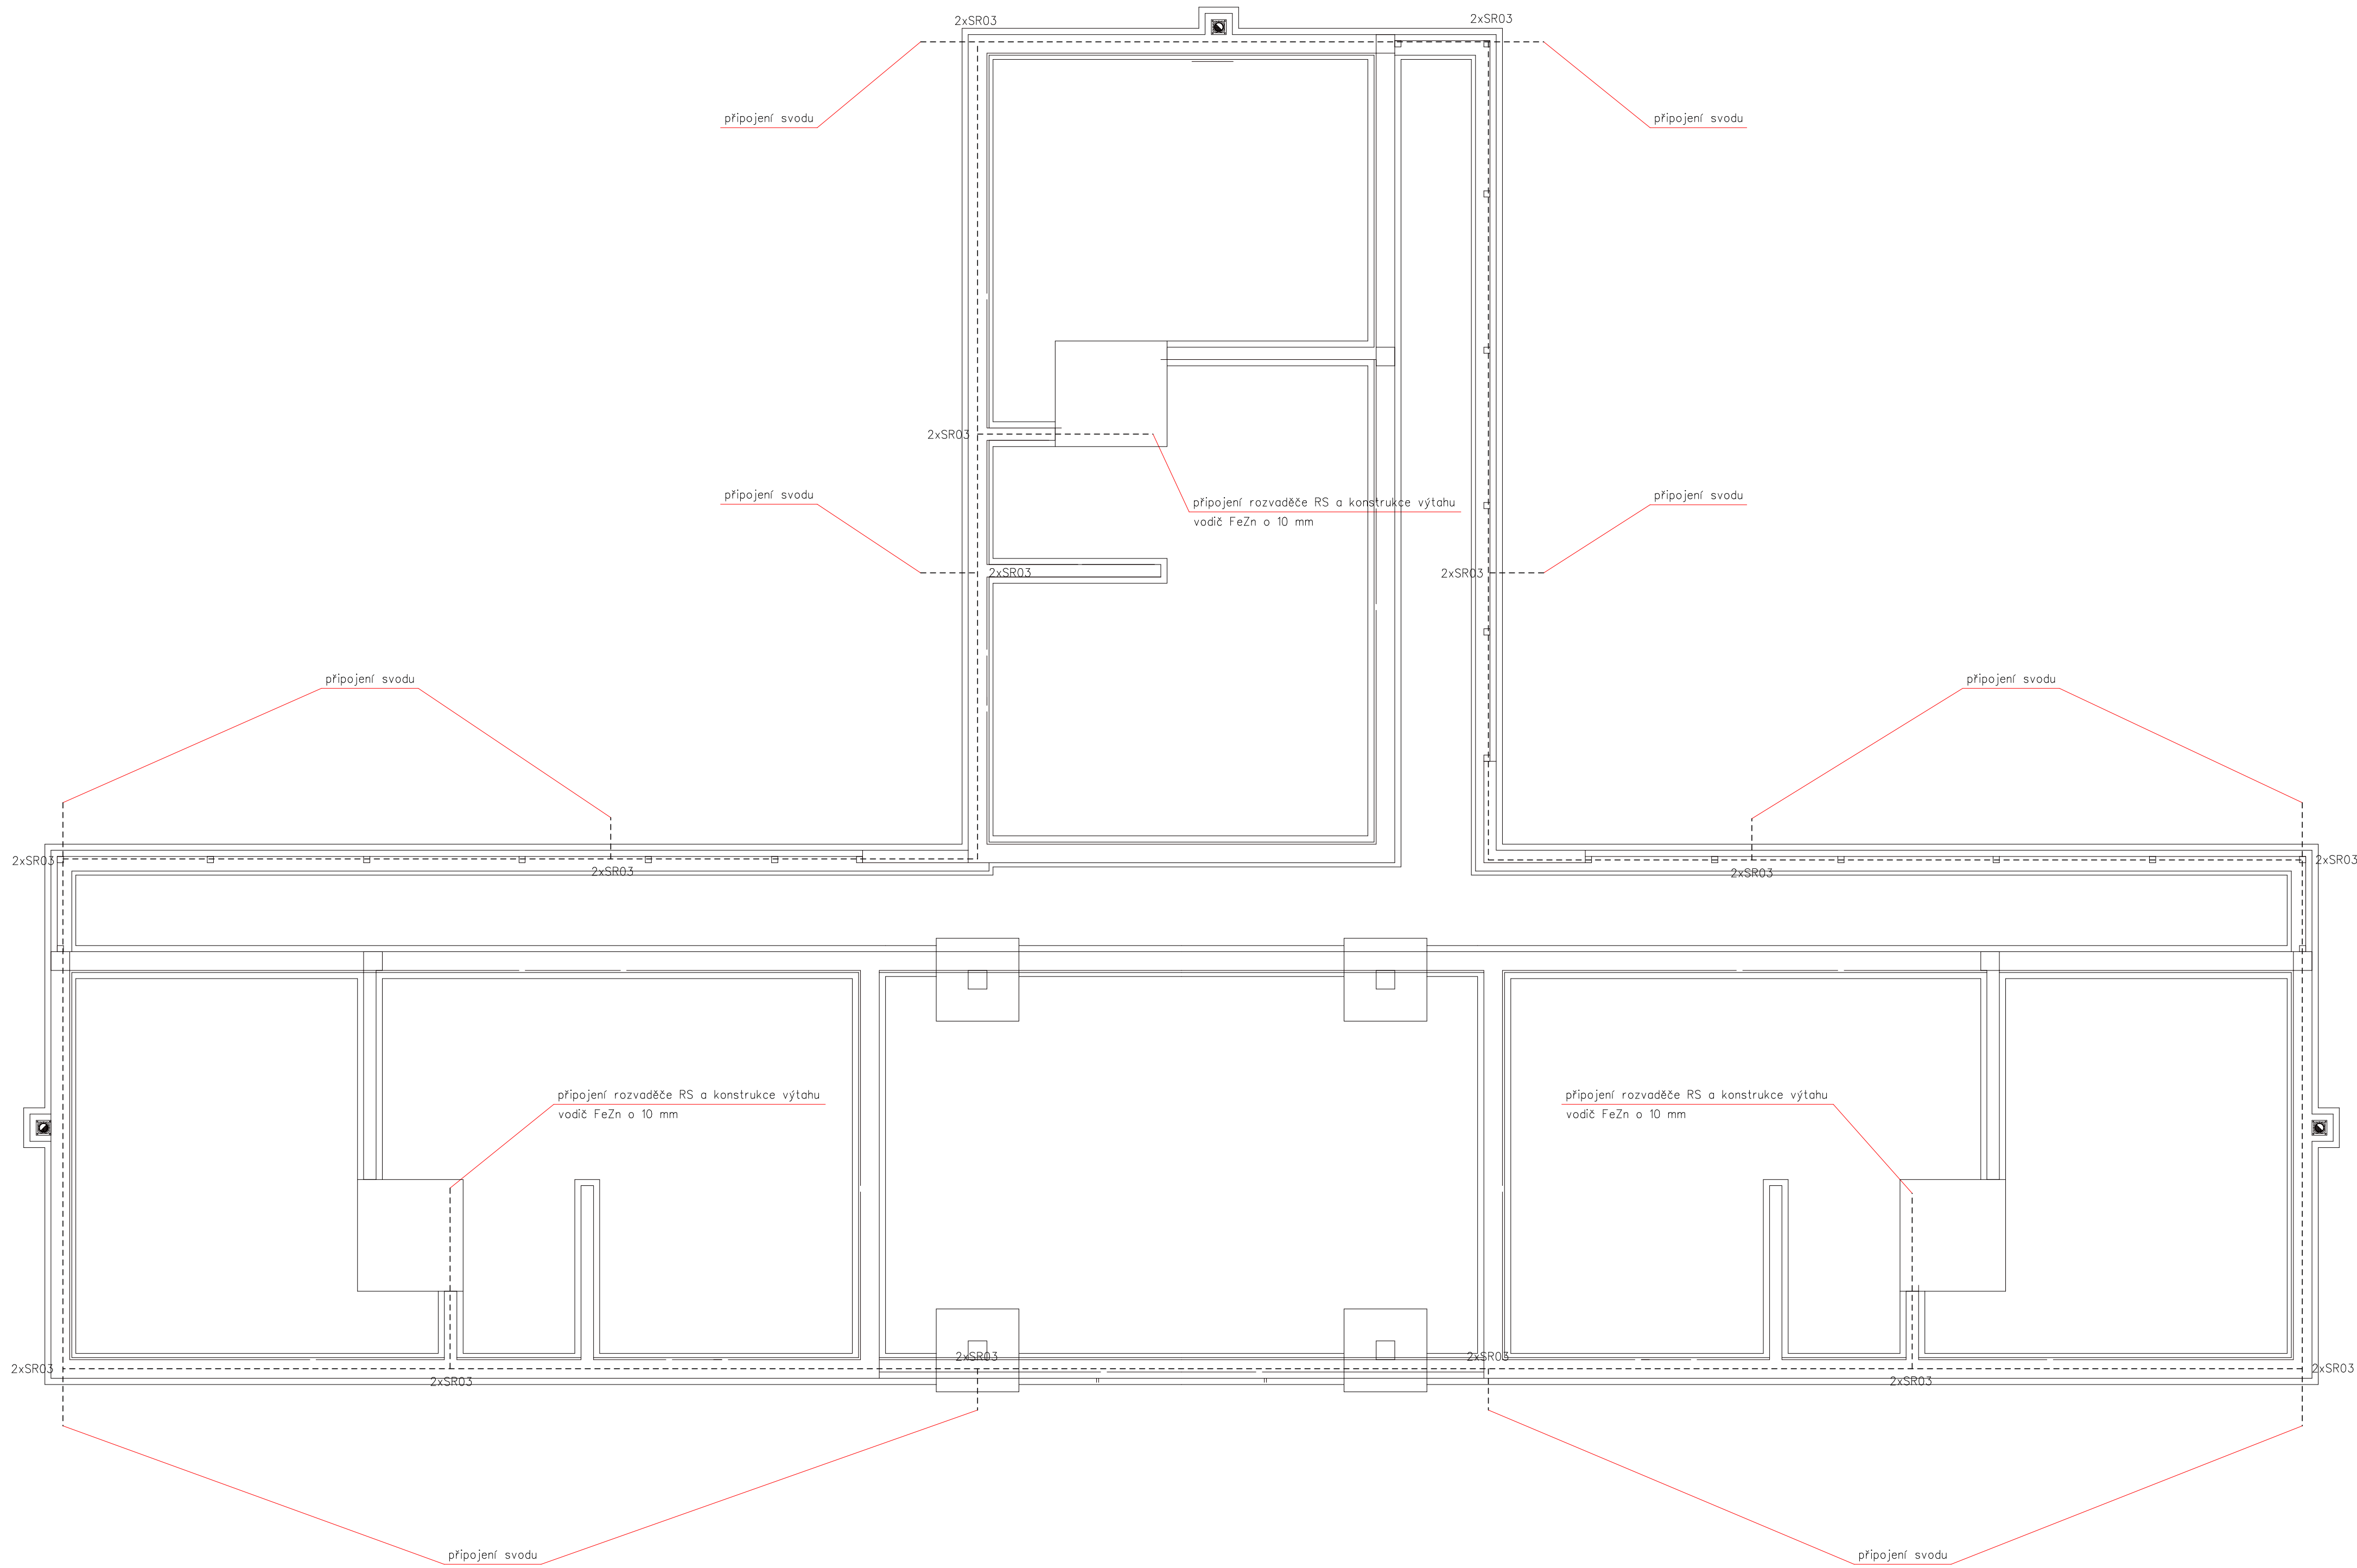 2xSR03
2xSR03
připojení svodu
připojení svodu
2xSR03
připojení svodu
připojení rozvaděče RS a konstrukce výtahu
vodič FeZn o 10 mm
připojení svodu
2xSR03
2xSR03
připojení svodu
připojení svodu
2xSR03
2xSR03
2xSR03
2xSR03
připojení rozvaděče RS a konstrukce výtahu
vodič FeZn o 10 mm
připojení rozvaděče RS a konstrukce výtahu
vodič FeZn o 10 mm
2xSR03
2xSR03
2xSR03
2xSR03
2xSR03
2xSR03
připojení svodu
připojení svodu